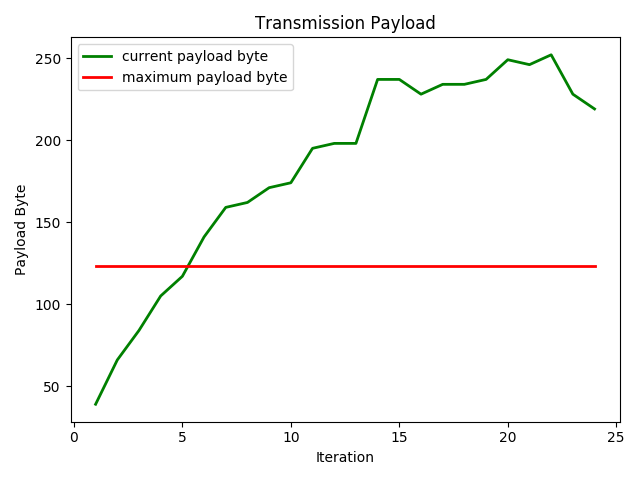 Transmission Payload
current payload byte
maximum payload byte
Payload Byte
250
200
150
100
50
0
5
10
15
20
25
Iteration